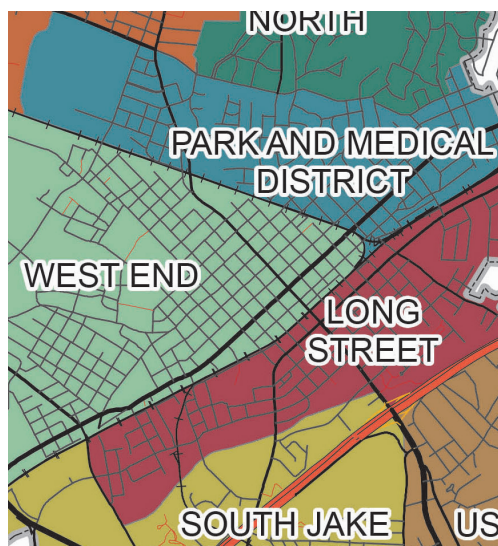 NORTH
PARK AND MEDICAL
DISTRICT
WEST END
LONG
STREET
SOUTH JAKE
US